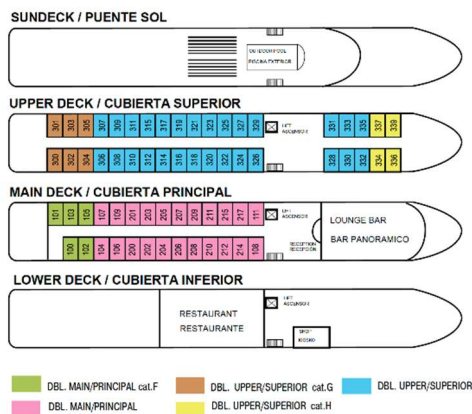 SUNDECK / PUENTE SOL
OUTDOOR POOL
PISCINA EXTERIOR
UPPER DECK / CUBIERTA SUPERIOR
301 303 305 307 309 311 315 317 319 321 323 325 327 329
LIFT
ASCENSOR
331 333 335 337 339
300 302 304 306 308 310 312 314 316 318 320 322 324 326
328 330 332 334 336
MAIN DECK / CUBIERTA PRINCIPAL
101 103 105 107 109 201 203 205 207 209 211 215 217 111
LIFT
ASCENSOR
LOUNGE BAR
BAR PANORAMICO
100 102 104 106 200 202 204 206 208 210 212 214 108
RECEPTION
RECEPCIÓN
LOWER DECK / CUBIERTA INFERIOR
RESTAURANT
RESTAURANTE
LIFT
ASCENSOR
KIOSKO
DBL. MAIN/PRINCIPAL cat.F
DBL. UPPER/SUPERIOR cat.G
DBL. UPPER/SUPERIOR
DBL. MAIN/PRINCIPAL
DBL. UPPER/SUPERIOR cat.H